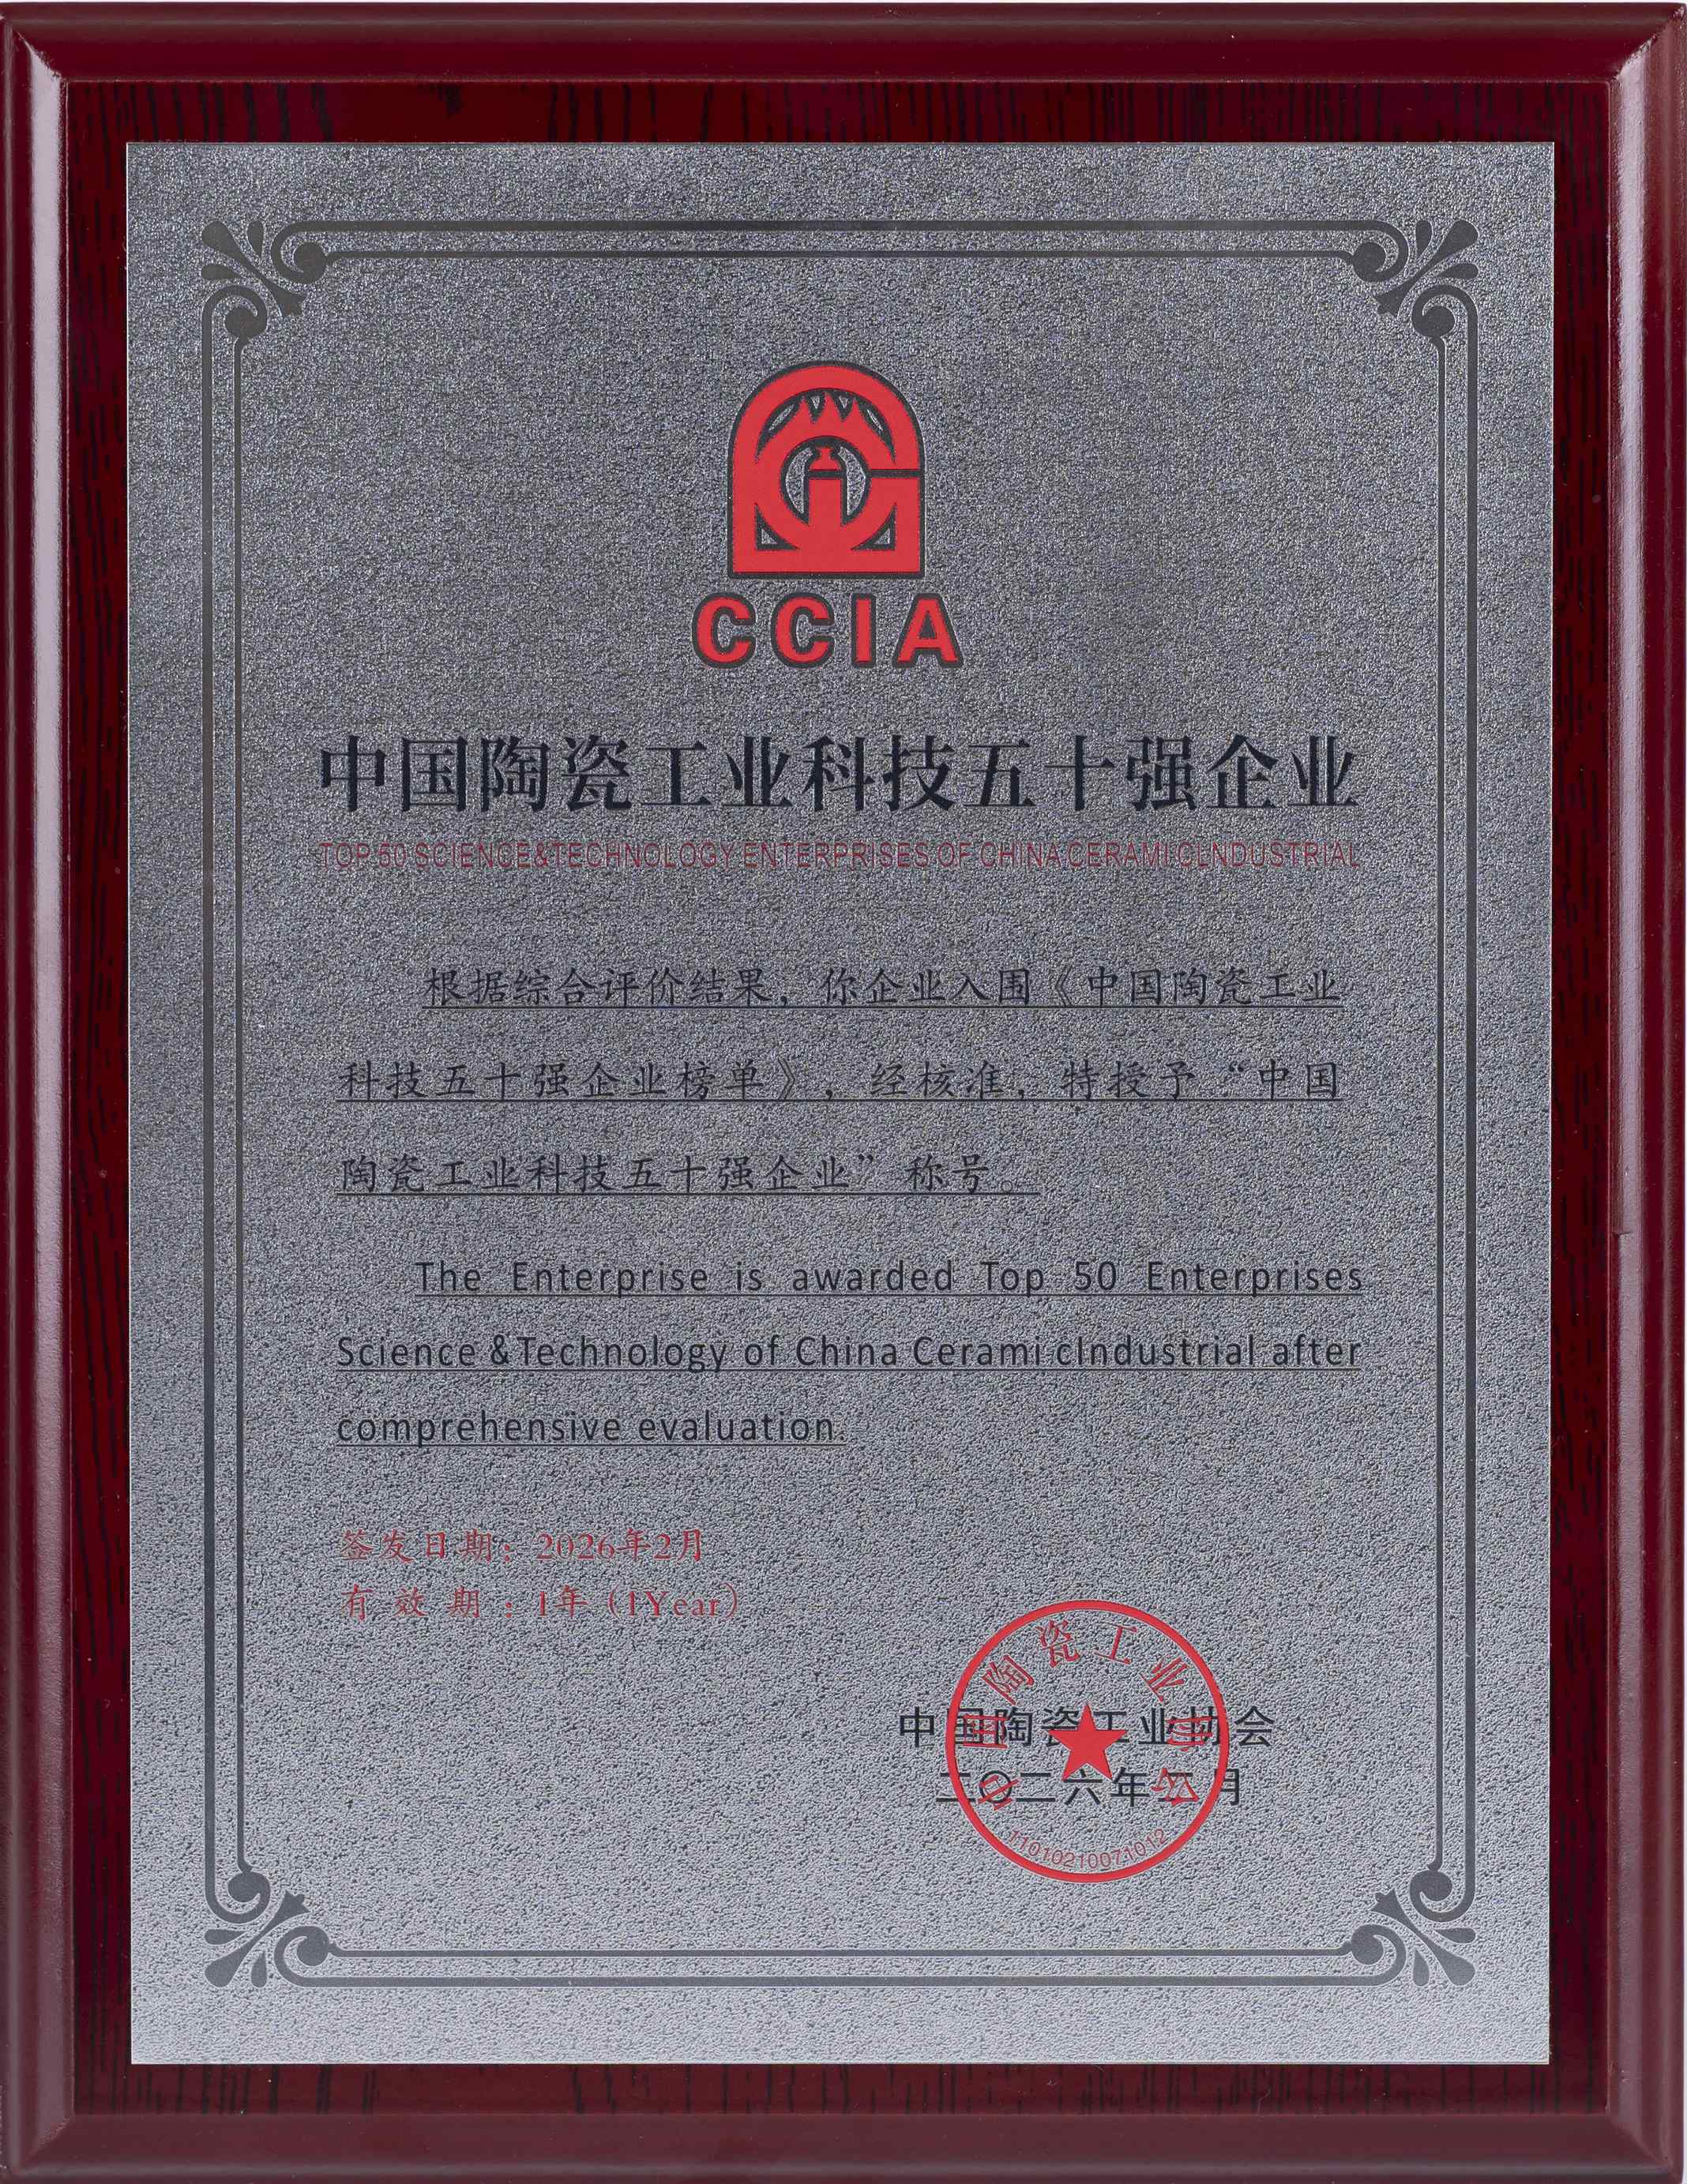 CCIA
中国陶瓷工业科技五十强企业
TOP 50 SCIENCE&TECHNOLOGY ENTERPRISES OF CHINA CERAMI CLNDUSTRIAL
根据综合评价结果，你企业入围《中国陶瓷工业
科技五十强企业榜单》，经核准，特授予“中国
陶瓷工业科技五十强企业”称号。
The Enterprise is awarded Top 50 Enterprises
Science &Technology of China Cerami cIndustrial after
comprehensive evaluation.
签发日期：2026年2月
有 效 期 ：1年（1Year）
中国陶瓷工业协会
二〇二六年二月
中国陶瓷工业协会
11010210071012